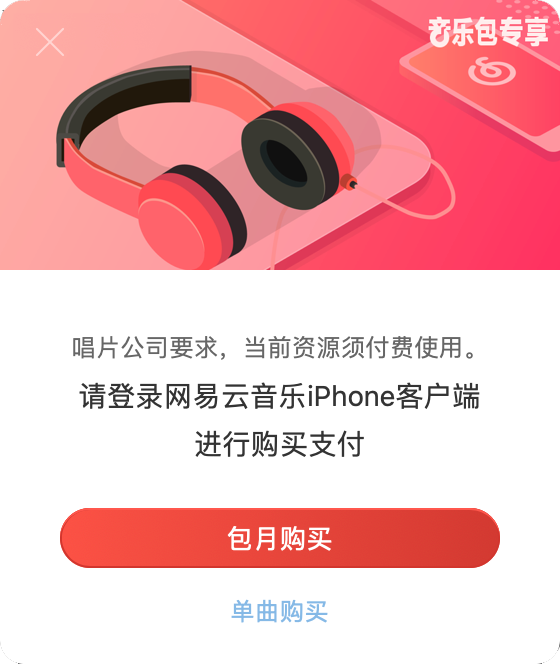 音乐包专享
唱片公司要求，当前资源须付费使用。
请登录网易云音乐iPhone客户端
进行购买支付
包月购买
单曲购买